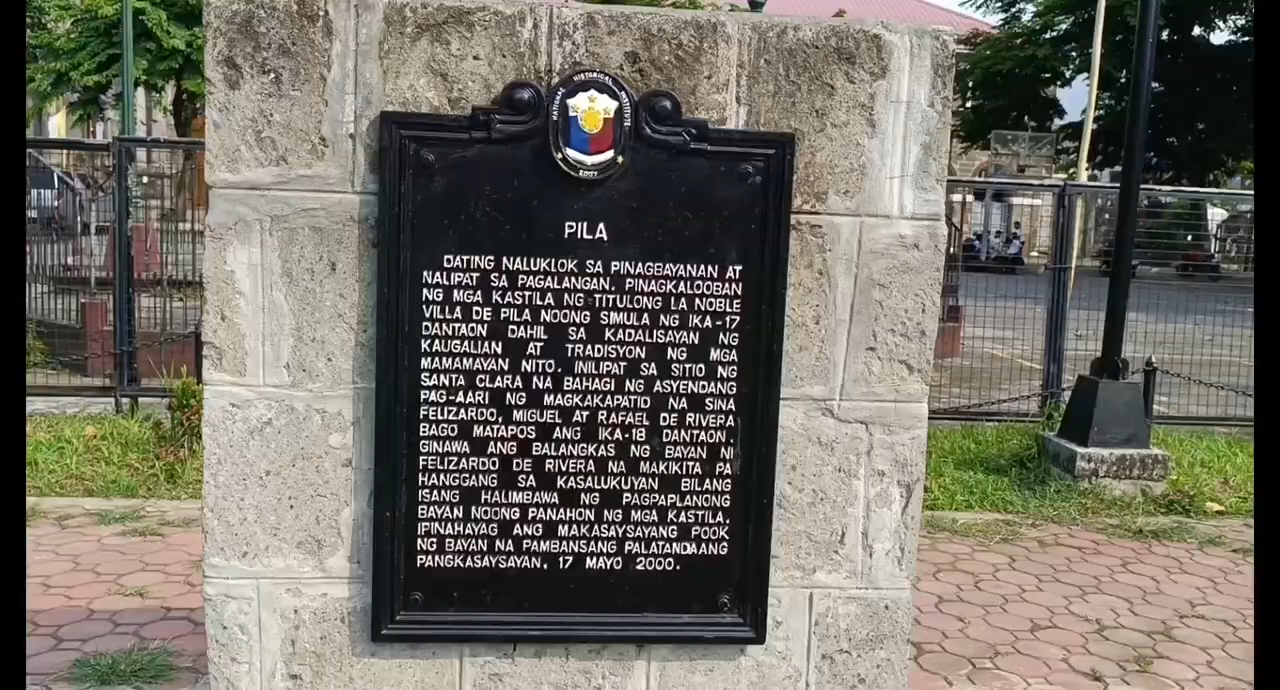 NATIONAL HISTORICAL INSTITUTE
2007
PILA
DATING NALUKLOK SA PINAGBAYANAN AT
NALIPAT SA PAGALANGAN. PINAGKALOOBAN
NG MGA KASTILA NG TITULONG LA NOBLE
VILLA DE PILA NOONG SIMULA NG IKA-17
DANTAON DAHIL SA KADALISAYAN NG
KAUGALIAN AT TRADISYON NG MGA
MAMAMAYAN NITO. INILIPAT SA SITIO NG
SANTA CLARA NA BAHAGI NG ASYENDANG
PAG-AARI NG MAGKAKAPATID NA SINA
FELIZARDO, MIGUEL AT RAFAEL DE RIVERA
BAGO MATAPOS ANG IKA-18 DANTAON.
GINAWA ANG BALANGKAS NG BAYAN NI
FELIZARDO DE RIVERA NA MAKIKITA PA
HANGGANG SA KASALUKUYAN BILANG
ISANG HALIMBAWA NG PAGPAPLANONG
BAYAN NOONG PANAHON NG MGA KASTILA.
IPINAHAYAG ANG MAKASAYSAYANG POOK
NG BAYAN NA PAMBANSANG PALATANDAANG
PANGKASAYSAYAN, 17 MAYO 2000.